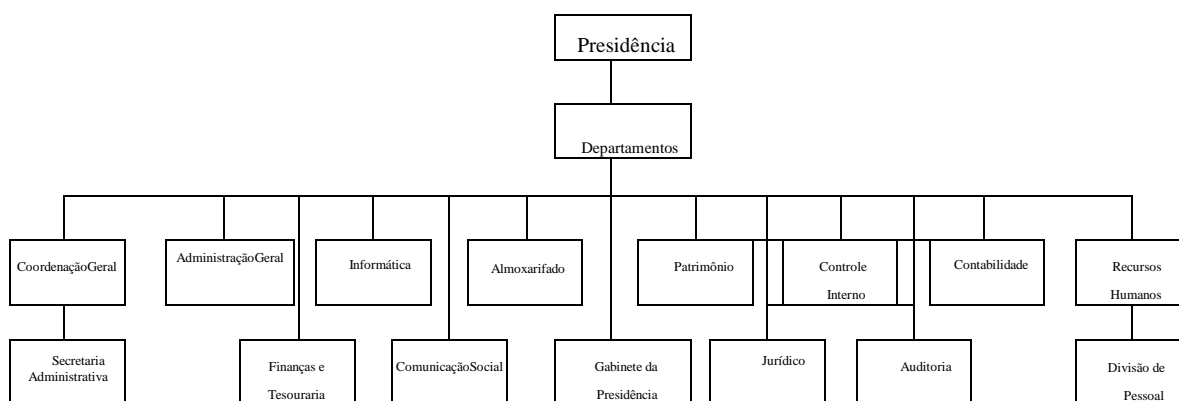 Presidência
Departamentos
CoordenaçãoGeral
AdministraçãoGeral
Informática
Almoxarifado
Patrimônio
Controle
Interno
Contabilidade
Recursos
Humanos
Secretaria
Administrativa
Finanças e
Tesouraria
ComunicaçãoSocial
Gabinete da
Presidência
Jurídico
Auditoria
Divisão de
Pessoal